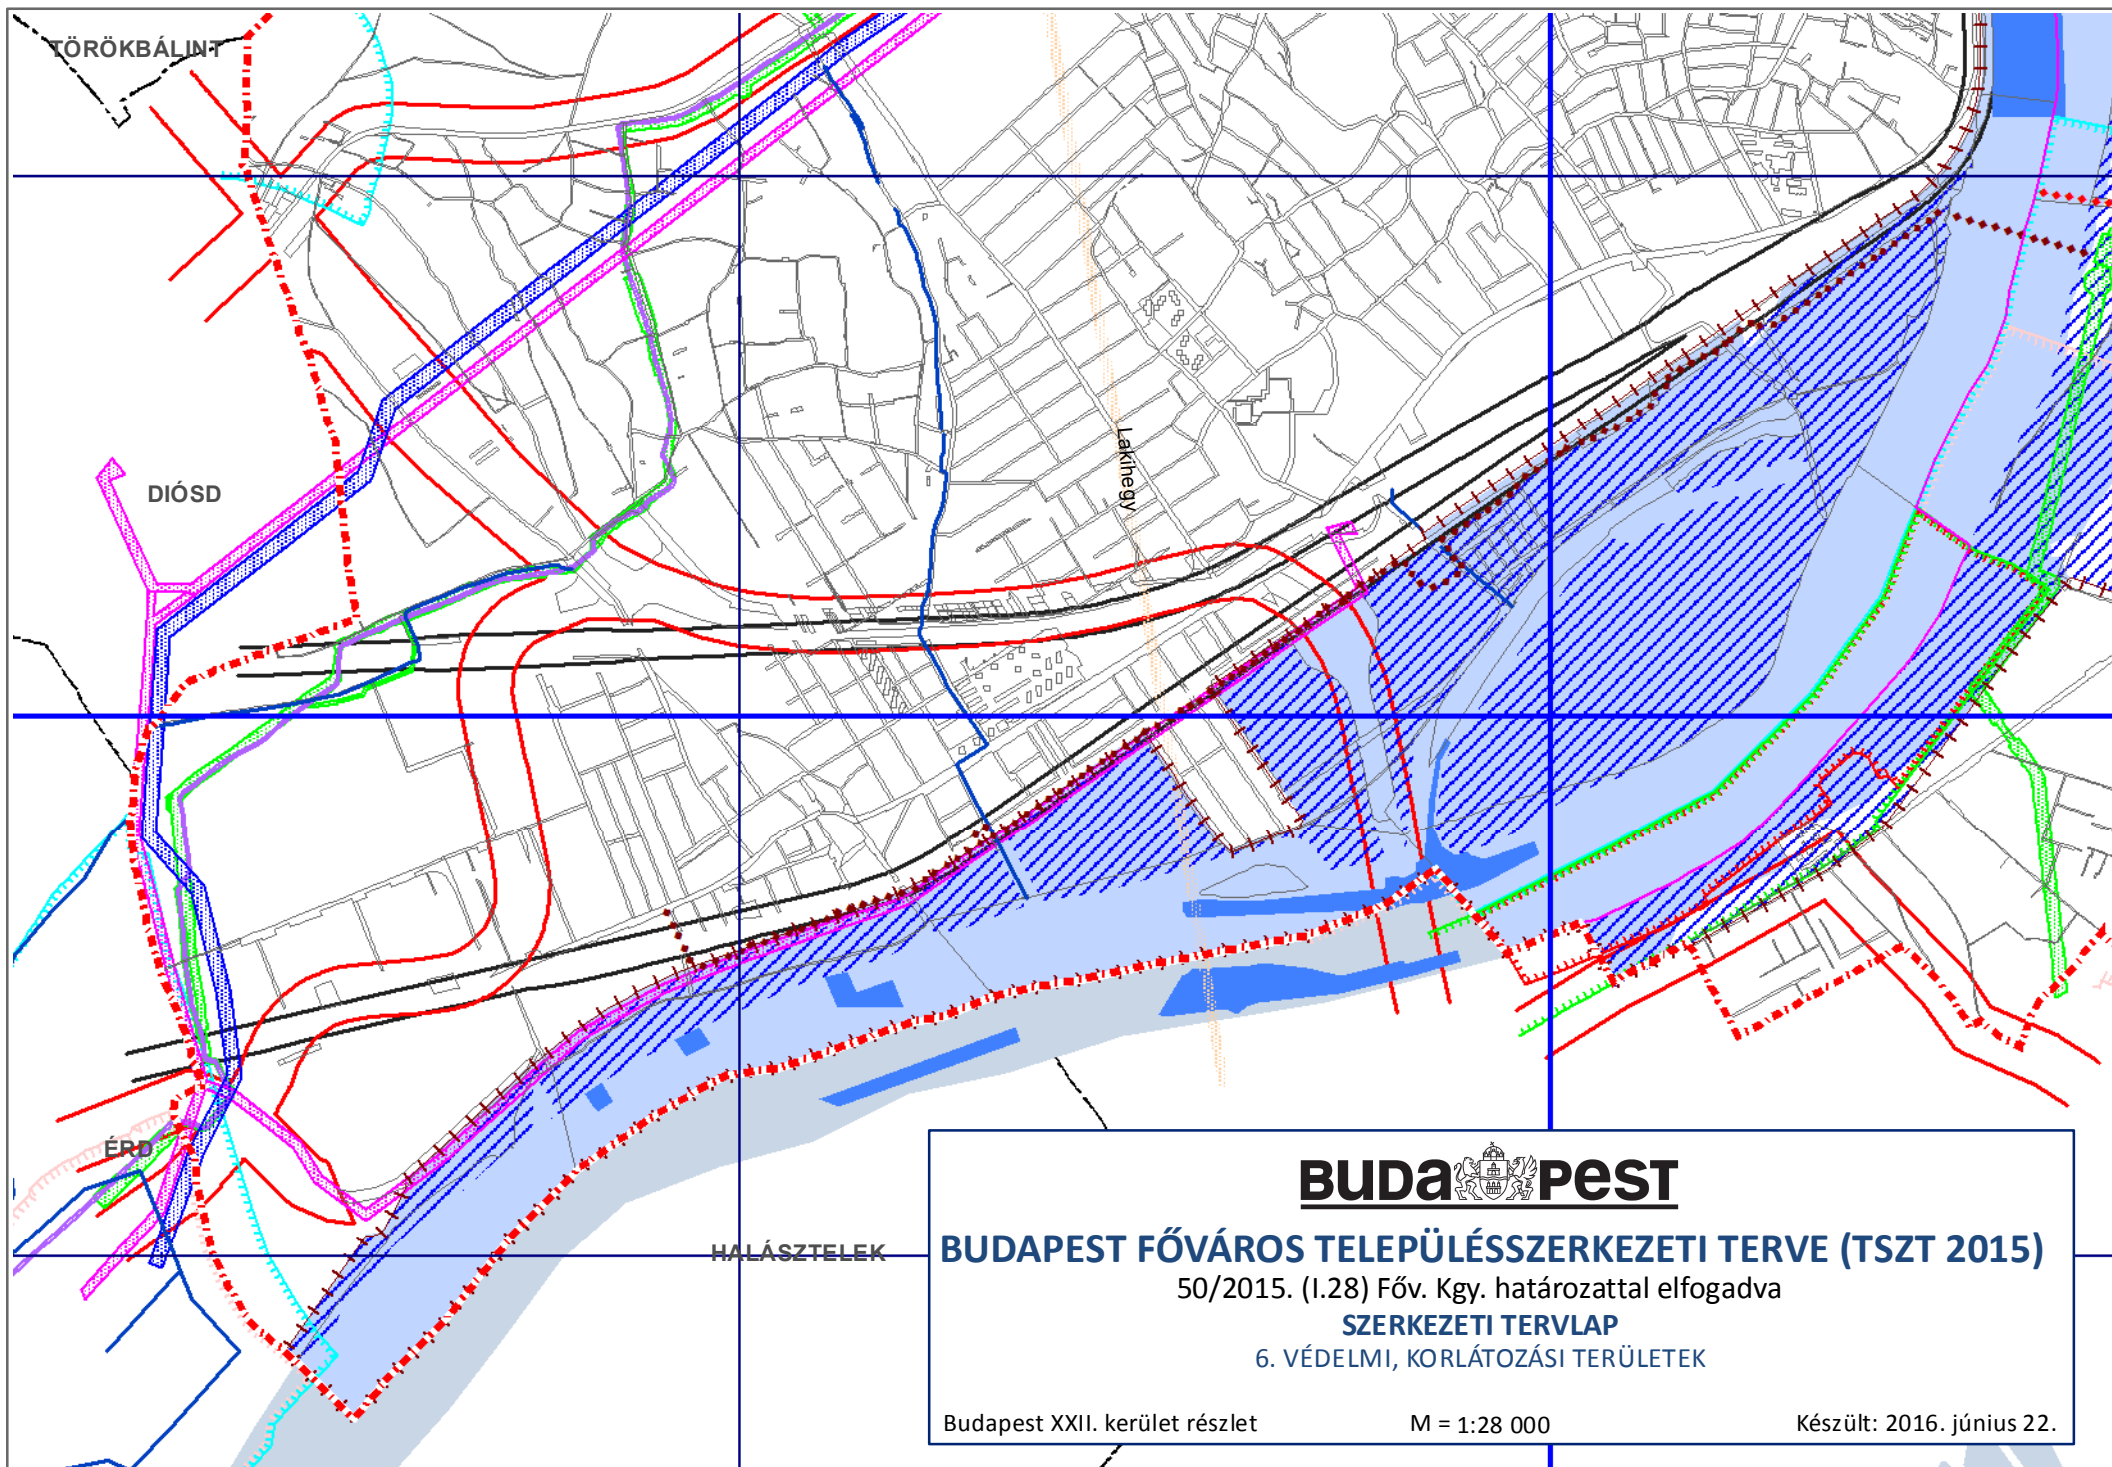 TÖRÖKBÁLINT
DIÓSD
Lakihegy
ÉRD
HALÁSZTELEK
BUDAPEST
BUDAPEST FŐVÁROS TELEPÜLÉSSZERKEZETI TERVE (TSZT 2015)
50/2015. (I.28) Főv. Kgy. határozattal elfogadva
SZERKEZETI TERVLAP
6. VÉDELMI, KORLÁTOZÁSI TERÜLETEK
Budapest XXII. kerület részlet M = 1:28 000 Készült: 2016. június 22.